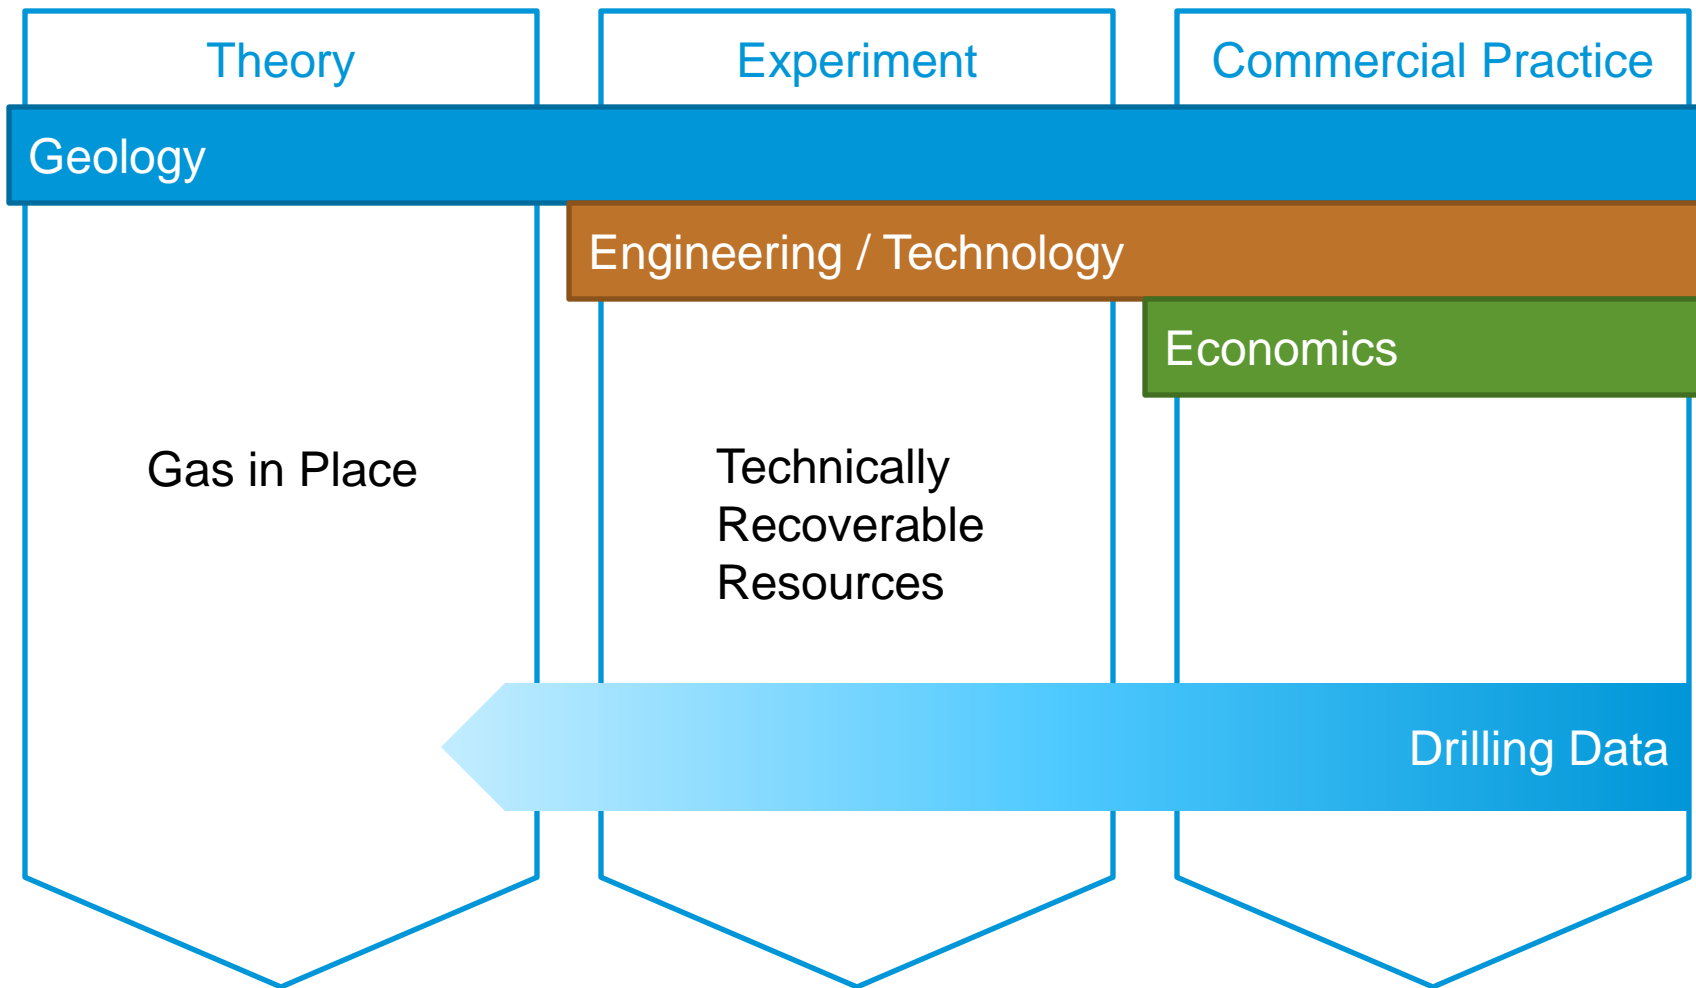 Theory
Experiment
Commercial Practice
Geology
Engineering / Technology
Economics
Gas in Place
Technically
Recoverable
Resources
Drilling Data